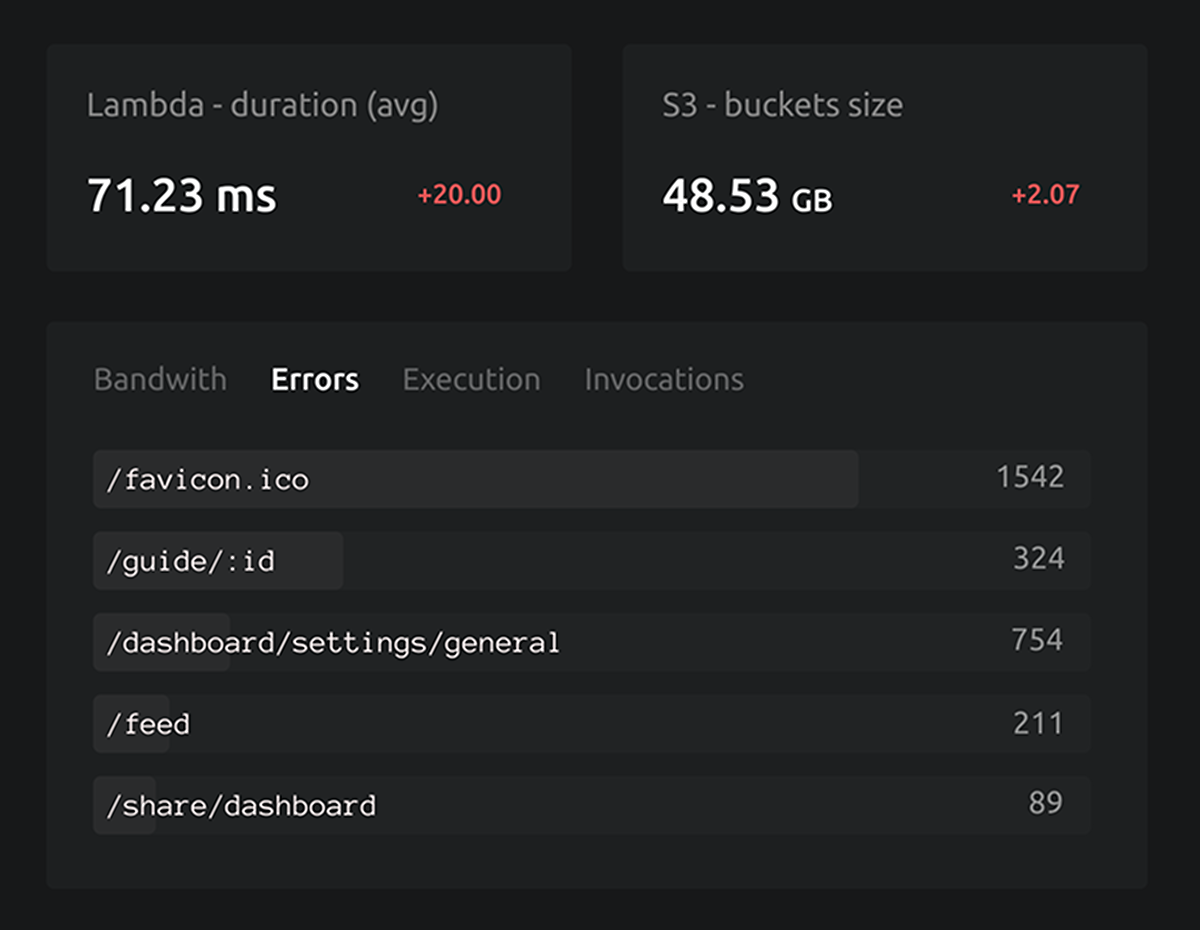 Lambda - duration (avg)
71.23 ms +20.00
S3 - buckets size
48.53 GB +2.07
Bandwith Errors Execution Invocations
/favicon.ico 1542
/guide/:id 324
/dashboard/settings/general 754
/feed 211
/share/dashboard 89